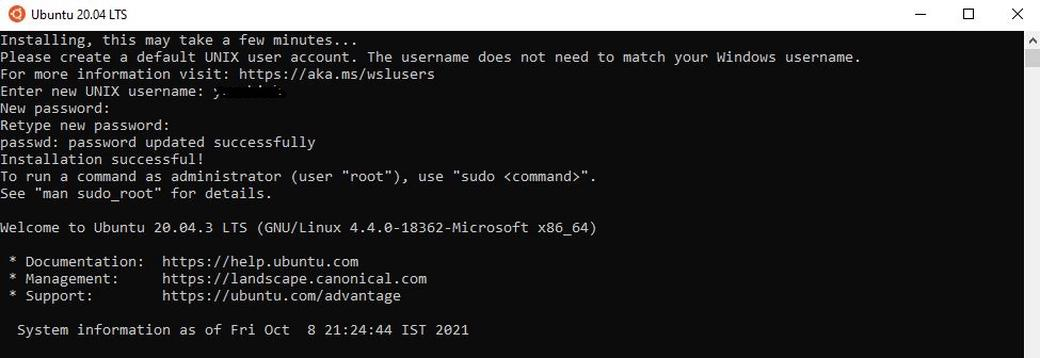 Ubuntu 20.04 LTS
Installing, this may take a few minutes...
Please create a default UNIX user account. The username does not need to match your Windows username.
For more information visit: https://aka.ms/wslusers
Enter new UNIX username:
New password:
Retype new password:
passwd: password updated successfully
Installation successful!
To run a command as administrator (user "root"), use "sudo <command>".
See "man sudo_root" for details.
Welcome to Ubuntu 20.04.3 LTS (GNU/Linux 4.4.0-18362-Microsoft x86_64)
* Documentation: https://help.ubuntu.com
* Management: https://landscape.canonical.com
* Support: https://ubuntu.com/advantage
System information as of Fri Oct 8 21:24:44 IST 2021